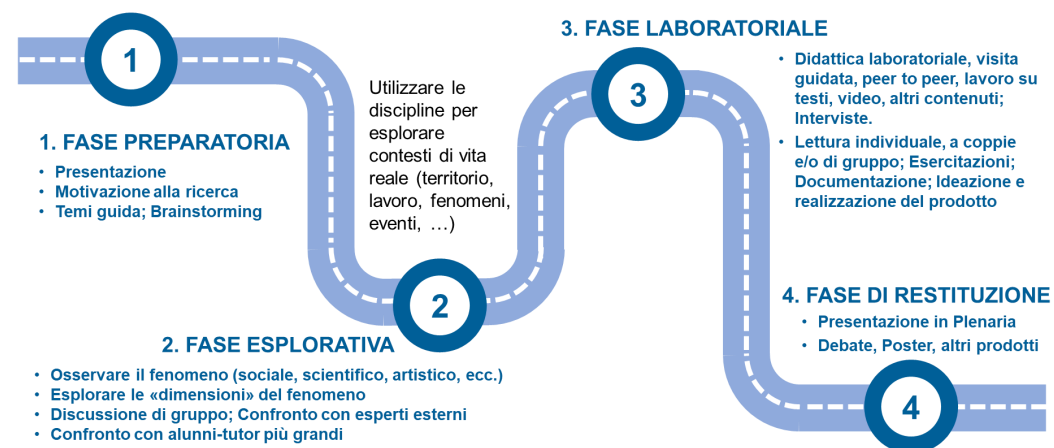 1
1. FASE PREPARATORIA
• Presentazione
• Motivazione alla ricerca
• Temi guida; Brainstorming
Utilizzare le
discipline per
esplorare
contesti di vita
reale (territorio,
lavoro, fenomeni,
eventi, …)
2
2. FASE ESPLORATIVA
• Osservare il fenomeno (sociale, scientifico, artistico, ecc.)
• Esplorare le «dimensioni» del fenomeno
• Discussione di gruppo; Confronto con esperti esterni
• Confronto con alunni-tutor più grandi
3. FASE LABORATORIALE
3
• Didattica laboratoriale, visita
guidata, peer to peer, lavoro su
testi, video, altri contenuti;
Interviste.
• Lettura individuale, a coppie
e/o di gruppo; Esercitazioni;
Documentazione; Ideazione e
realizzazione del prodotto
4. FASE DI RESTITUZIONE
• Presentazione in Plenaria
• Debate, Poster, altri prodotti
4